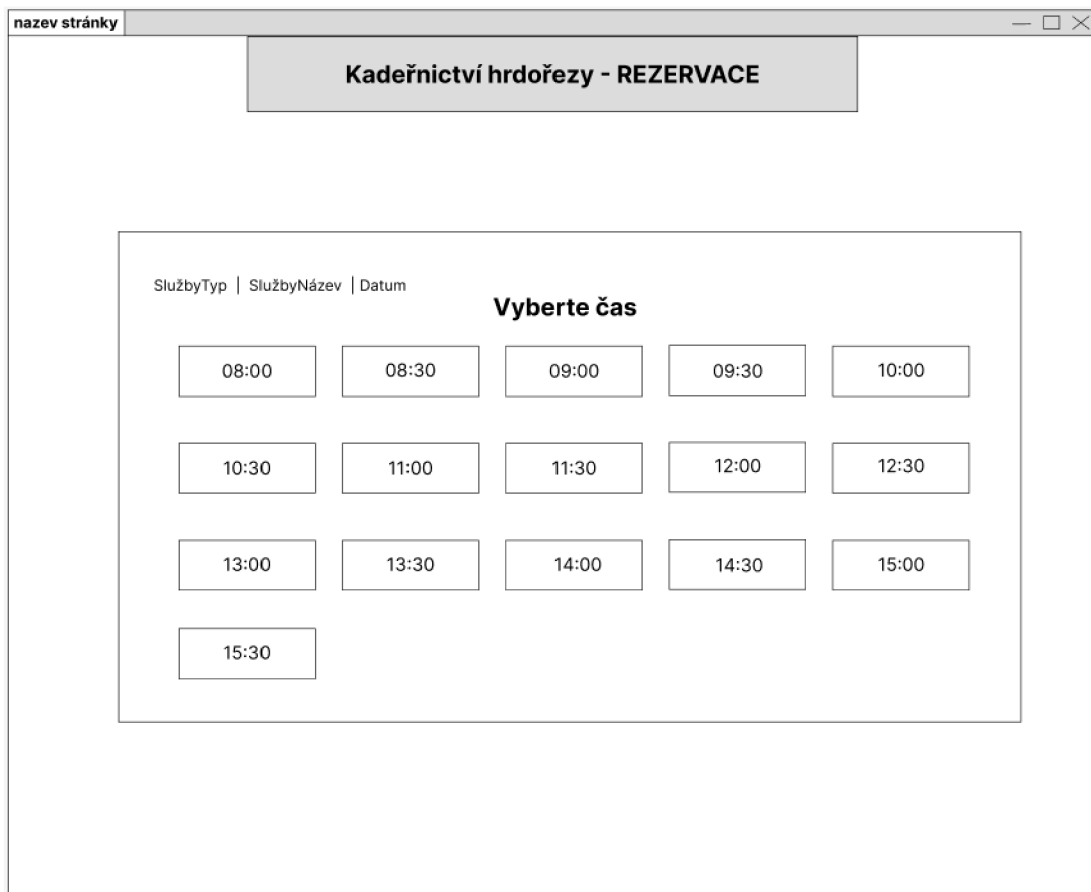 nazev stránky
Kadeřnictví hrdořezy - REZERVACE
SlužbyTyp | SlužbyNázev | Datum
Vyberte čas
08:00 08:30 09:00 09:30 10:00
10:30 11:00 11:30 12:00 12:30
13:00 13:30 14:00 14:30 15:00
15:30